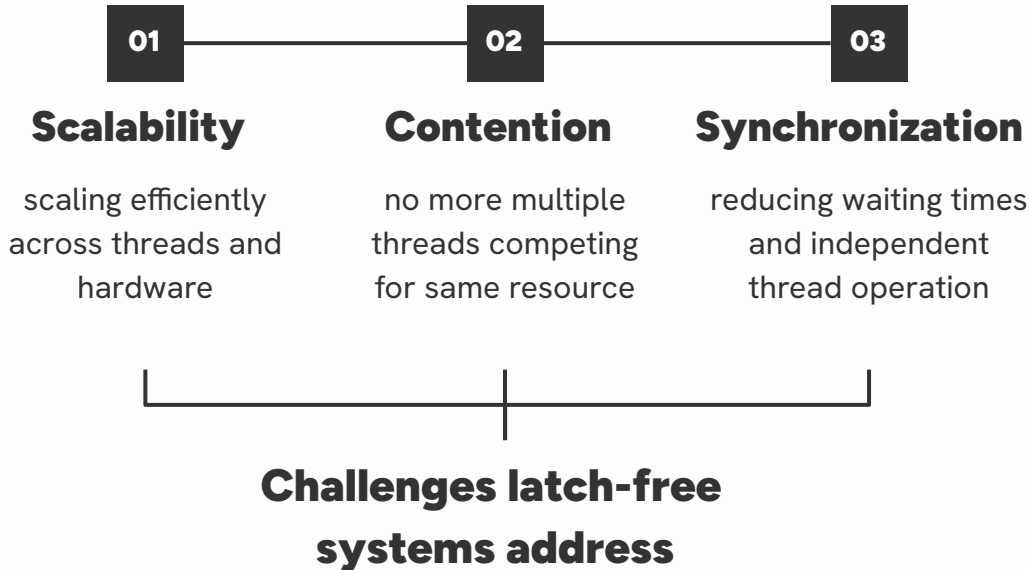 01
02
03
Scalability
scaling efficiently
across threads and
hardware
Contention
no more multiple
threads competing
for same resource
Synchronization
reducing waiting times
and independent
thread operation
Challenges latch-free
systems address